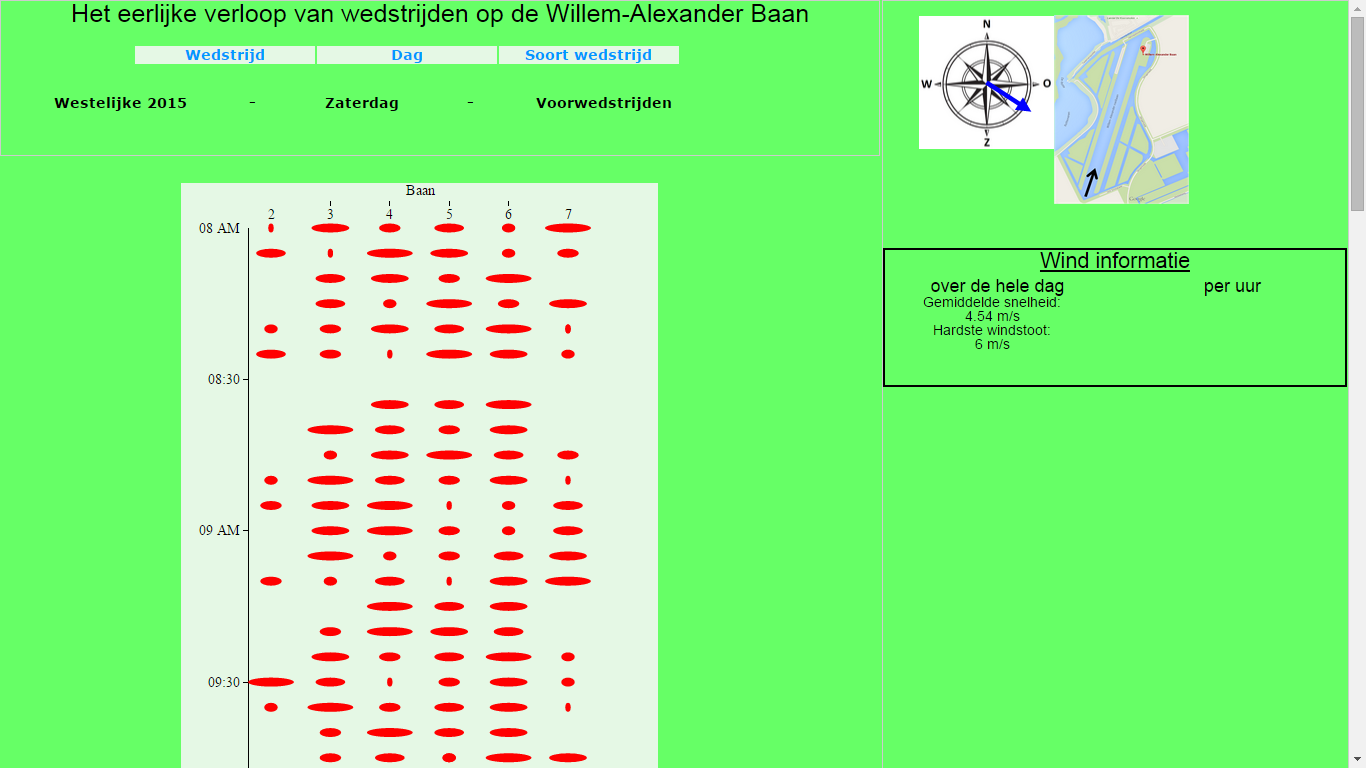 Het eerlijke verloop van wedstrijden op de Willem-Alexander Baan
Wedstrijd Dag Soort wedstrijd
Westelijke 2015 - Zaterdag - Voorwedstrijden
Baan
2 3 4 5 6 7
08 AM
08:30
09 AM
09:30
N
W O
Z
Google
Wind informatie
over de hele dag per uur
Gemiddelde snelheid:
4.54 m/s
Hardste windstoot:
6 m/s